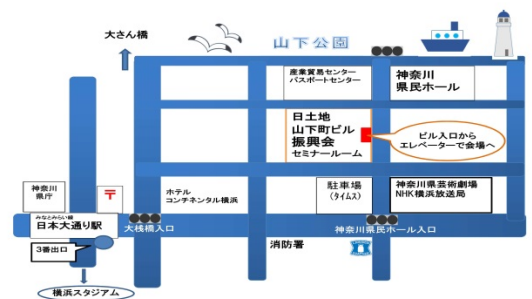 大さん橋
山下公園
産業貿易センター
パスポートセンター
神奈川
県民ホール
日土地
山下町ビル
振興会
セミナールーム
ビル入口から
エレベーターで会場へ
神奈川
県庁
〒
ホテル
コンチネンタル横浜
駐車場
(タイムス)
神奈川県芸術劇場
NHK横浜放送局
みなとみらい線
日本大通り駅
大桟橋入口
神奈川県民ホール入口
3番出口
消防署
横浜スタジアム